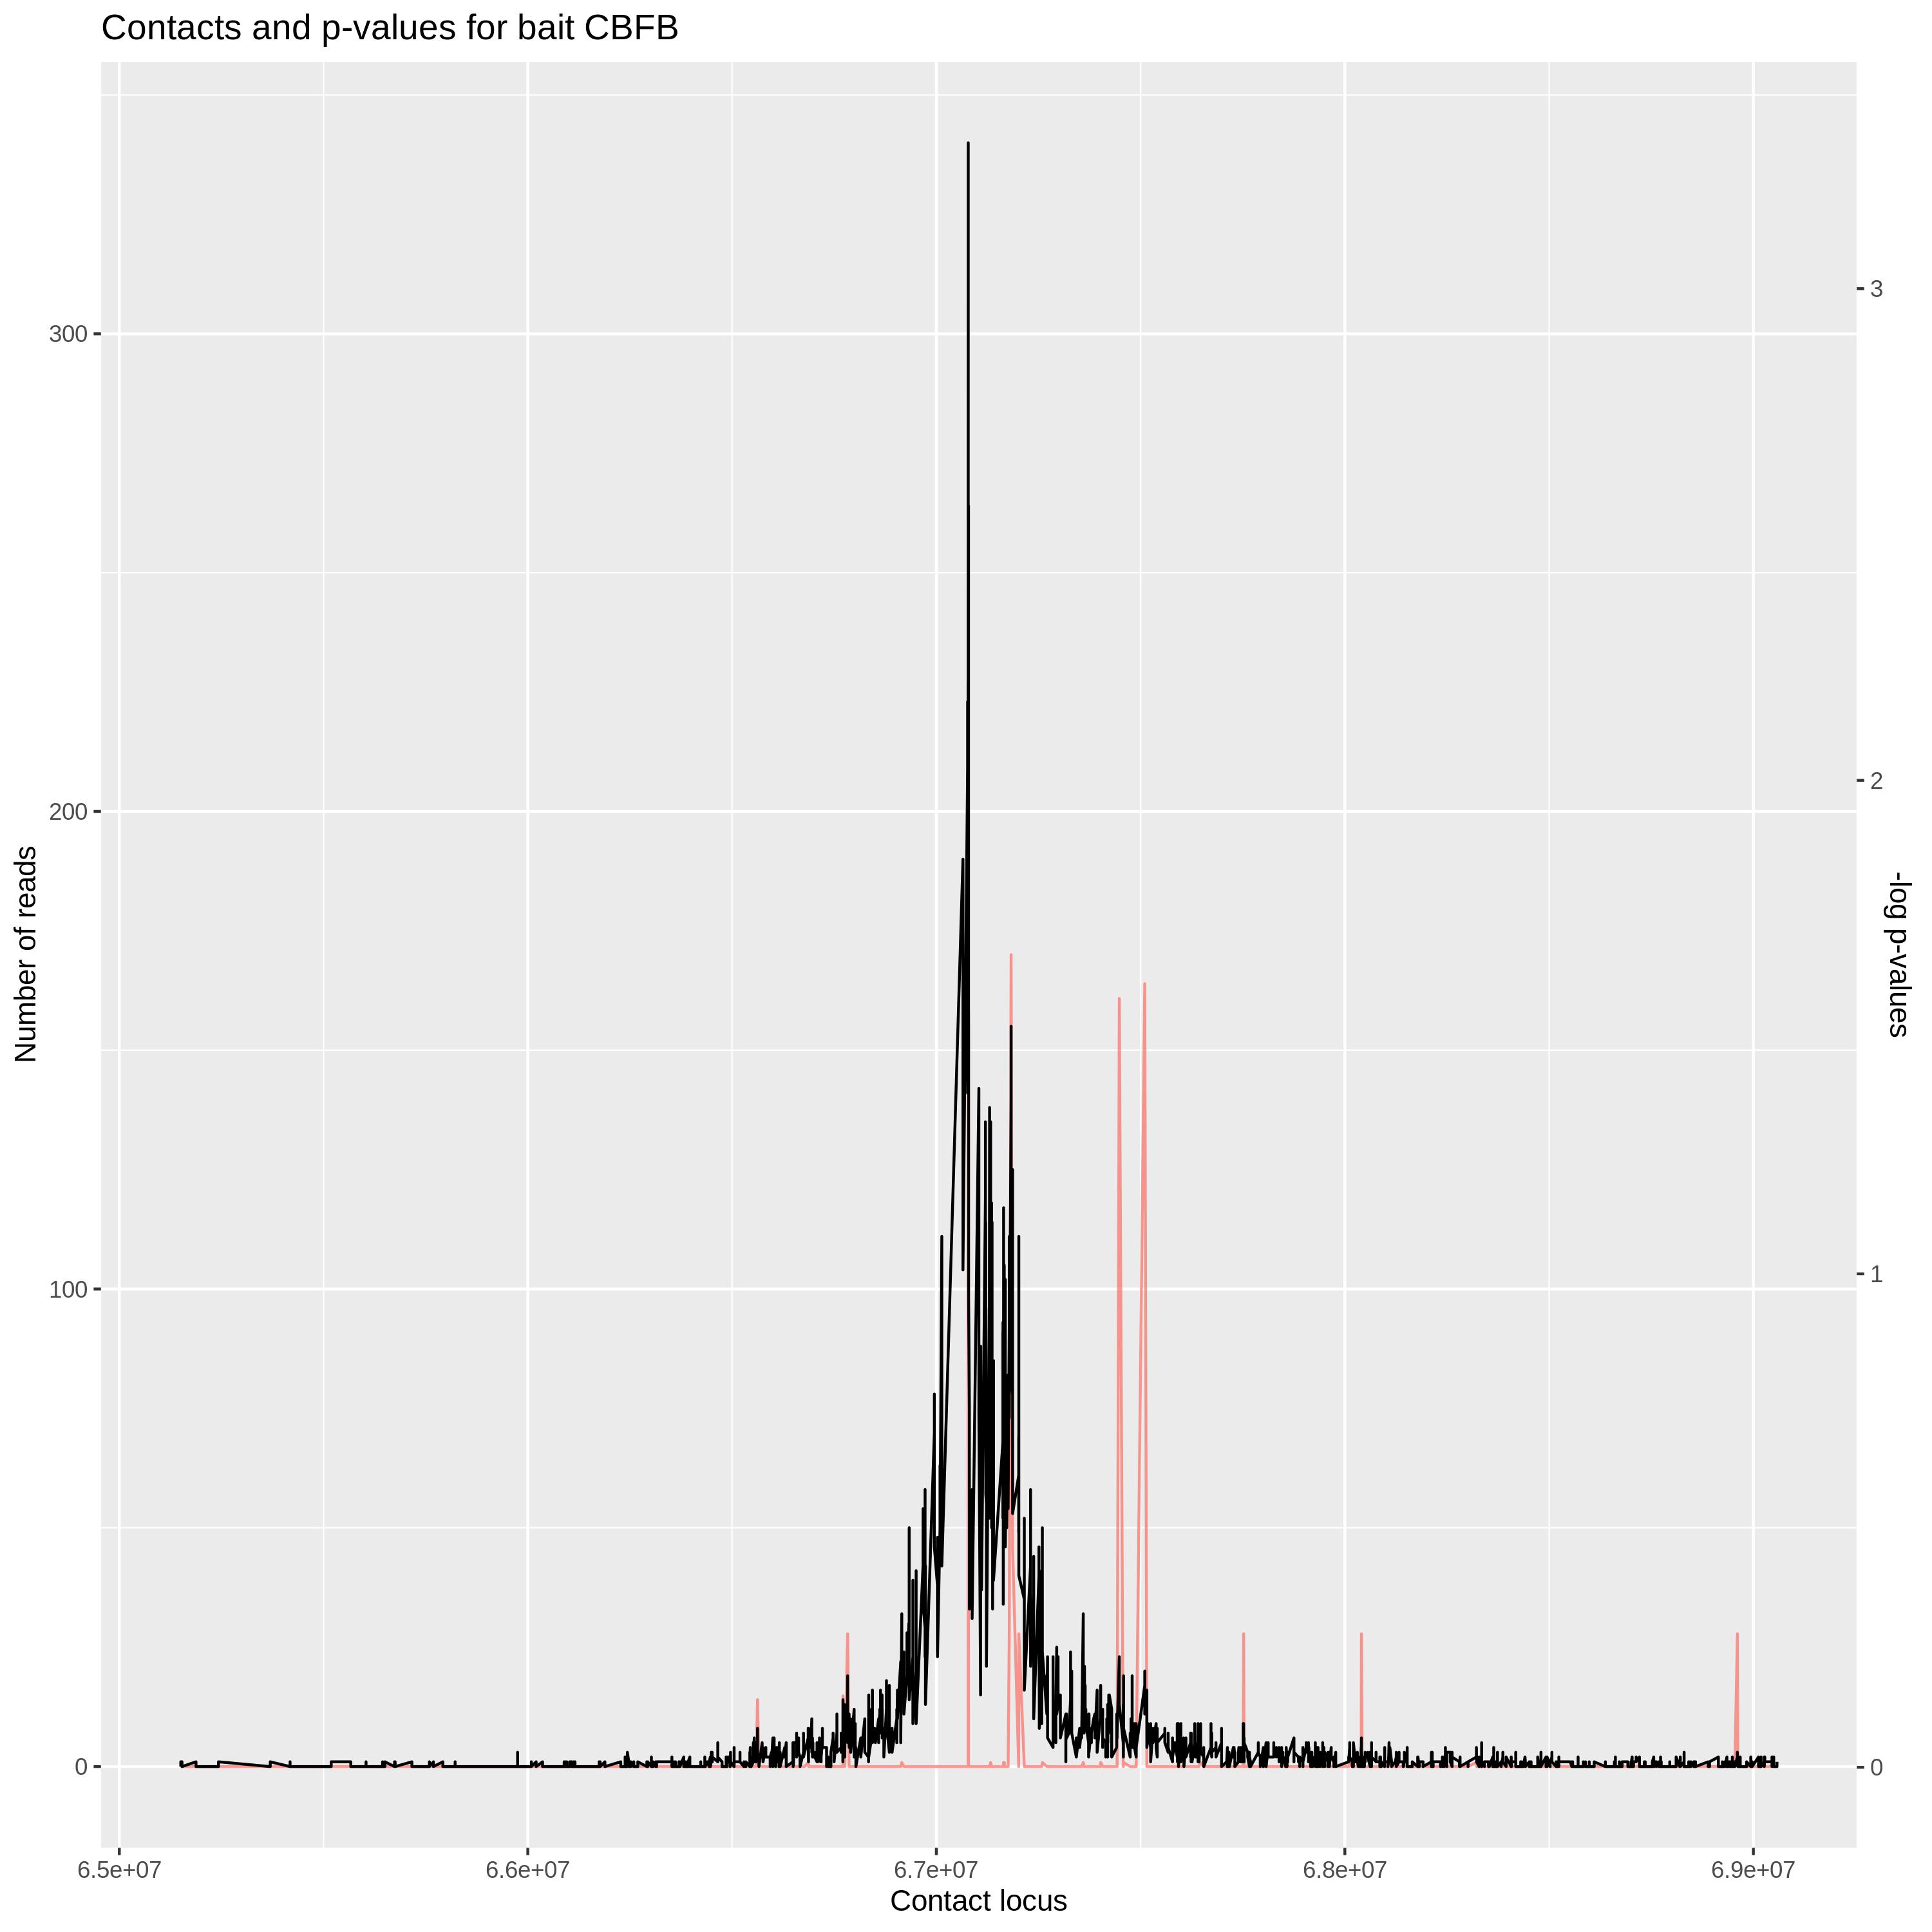 Contacts and p-values for bait CBFB
Number of reads
300
200
100
0
3
2
1
0
-log p-values
6.5e+07
6.6e+07
6.7e+07
6.8e+07
6.9e+07
Contact locus